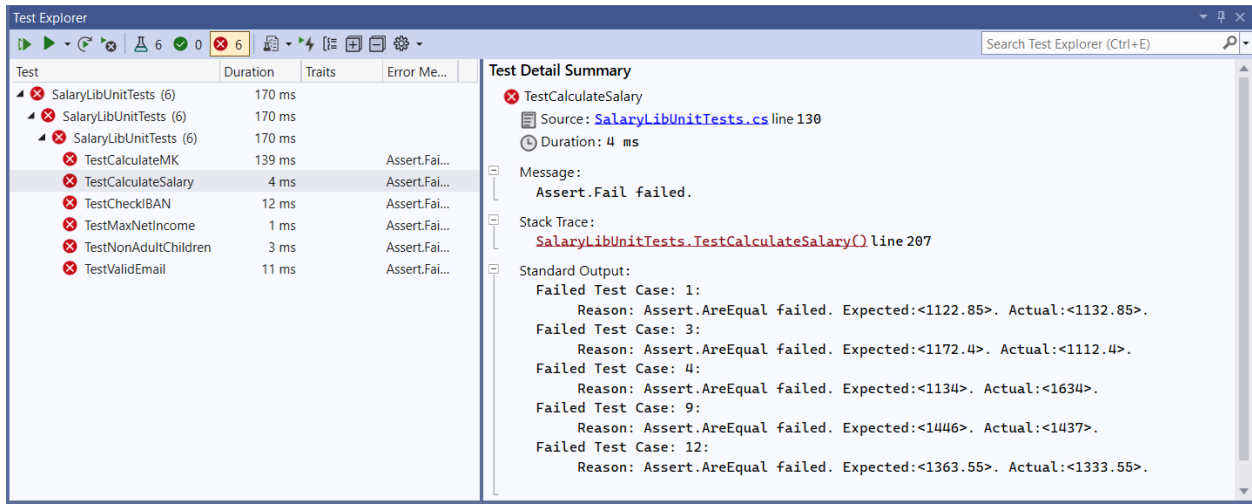 Test Explorer
6 0 6 Search Test Explorer (Ctrl+E)
Test Duration Traits Error Me...
SalaryLibUnitTests (6) 170 ms
SalaryLibUnitTests (6) 170 ms
SalaryLibUnitTests (6) 170 ms
TestCalculateMK 139 ms Assert.Fai...
TestCalculateSalary 4 ms Assert.Fai...
TestCheckIBAN 12 ms Assert.Fai...
TestMaxNetIncome 1 ms Assert.Fai...
TestNonAdultChildren 3 ms Assert.Fai...
TestValidEmail 11 ms Assert.Fai...
Test Detail Summary
TestCalculateSalary
Source: SalaryLibUnitTests.cs line 130
Duration: 4 ms
Message:
Assert.Fail failed.
Stack Trace:
SalaryLibUnitTests.TestCalculateSalary() line 207
Standard Output:
Failed Test Case: 1:
Reason: Assert.AreEqual failed. Expected:<1122.85>. Actual:<1132.85>.
Failed Test Case: 3:
Reason: Assert.AreEqual failed. Expected:<1172.4>. Actual:<1112.4>.
Failed Test Case: 4:
Reason: Assert.AreEqual failed. Expected:<1134>. Actual:<1634>.
Failed Test Case: 9:
Reason: Assert.AreEqual failed. Expected:<1446>. Actual:<1437>.
Failed Test Case: 12:
Reason: Assert.AreEqual failed. Expected:<1363.55>. Actual:<1333.55>.